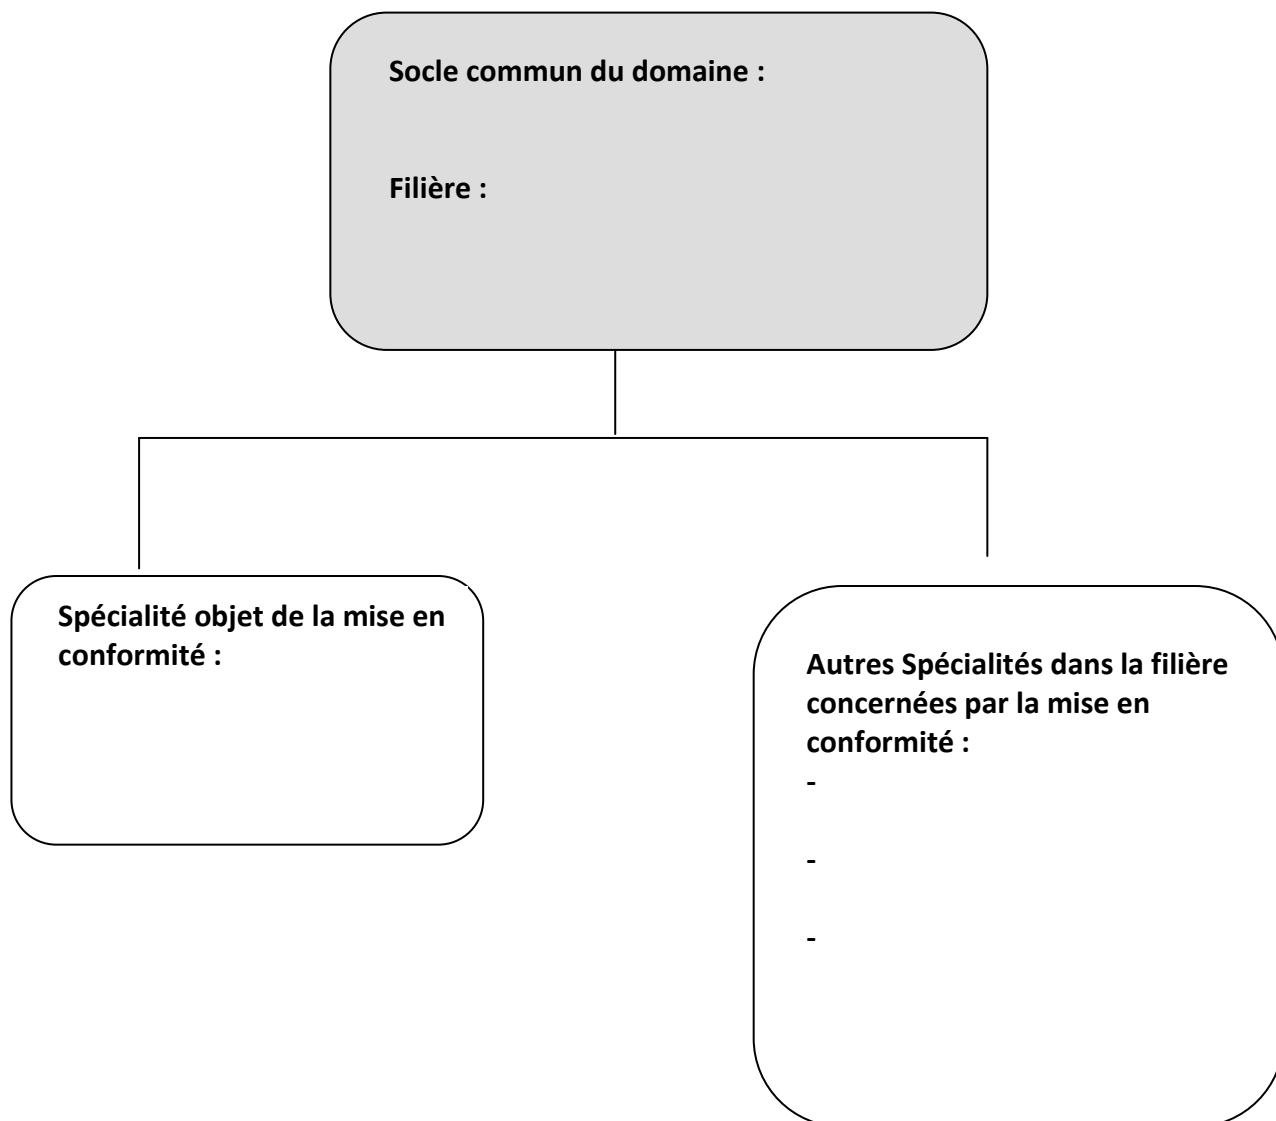 Socle commun du domaine :
Filière :
Spécialité objet de la mise en
conformité :
Autres Spécialités dans la filière
concernées par la mise en
conformité :
-
-
-